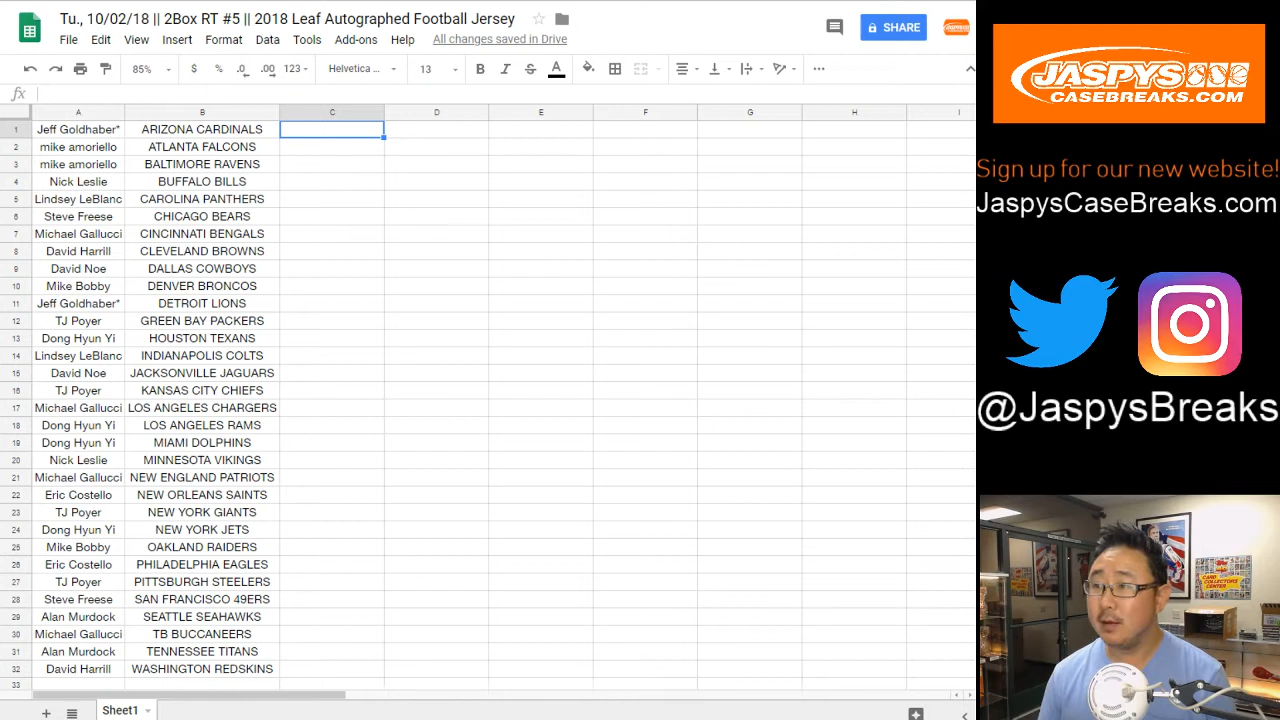 Tu., 10/02/18 || 2Box RT #5 || 2018 Leaf Autographed Football Jersey
File Edit View Insert Format Data Tools Add-ons Help All changes saved in Drive
SHARE
85% $ % .0 .00 123 Helvetica... 13 B I S A
fx
A B C D E F G H I
1 Jeff Goldhaber* ARIZONA CARDINALS
2 mike amoriello ATLANTA FALCONS
3 mike amoriello BALTIMORE RAVENS
4 Nick Leslie BUFFALO BILLS
5 Lindsey LeBlanc CAROLINA PANTHERS
6 Steve Freese CHICAGO BEARS
7 Michael Gallucci CINCINNATI BENGALS
8 David Harrill CLEVELAND BROWNS
9 David Noe DALLAS COWBOYS
10 Mike Bobby DENVER BRONCOS
11 Jeff Goldhaber* DETROIT LIONS
12 TJ Poyer GREEN BAY PACKERS
13 Dong Hyun Yi HOUSTON TEXANS
14 Lindsey LeBlanc INDIANAPOLIS COLTS
15 David Noe JACKSONVILLE JAGUARS
16 TJ Poyer KANSAS CITY CHIEFS
17 Michael Gallucci LOS ANGELES CHARGERS
18 Dong Hyun Yi LOS ANGELES RAMS
19 Dong Hyun Yi MIAMI DOLPHINS
20 Nick Leslie MINNESOTA VIKINGS
21 Michael Gallucci NEW ENGLAND PATRIOTS
22 Eric Costello NEW ORLEANS SAINTS
23 TJ Poyer NEW YORK GIANTS
24 Dong Hyun Yi NEW YORK JETS
25 Mike Bobby OAKLAND RAIDERS
26 Eric Costello PHILADELPHIA EAGLES
27 TJ Poyer PITTSBURGH STEELERS
28 Steve Freese SAN FRANCISCO 49ERS
29 Alan Murdock SEATTLE SEAHAWKS
30 Michael Gallucci TB BUCCANEERS
31 Alan Murdock TENNESSEE TITANS
32 David Harrill WASHINGTON REDSKINS
33
Sheet1
JASPYS
CASEBREAKS.COM
Sign up for our new website!
JaspysCaseBreaks.com
@JaspysBreaks
topps
CARD
COLLECTORS
CENTER